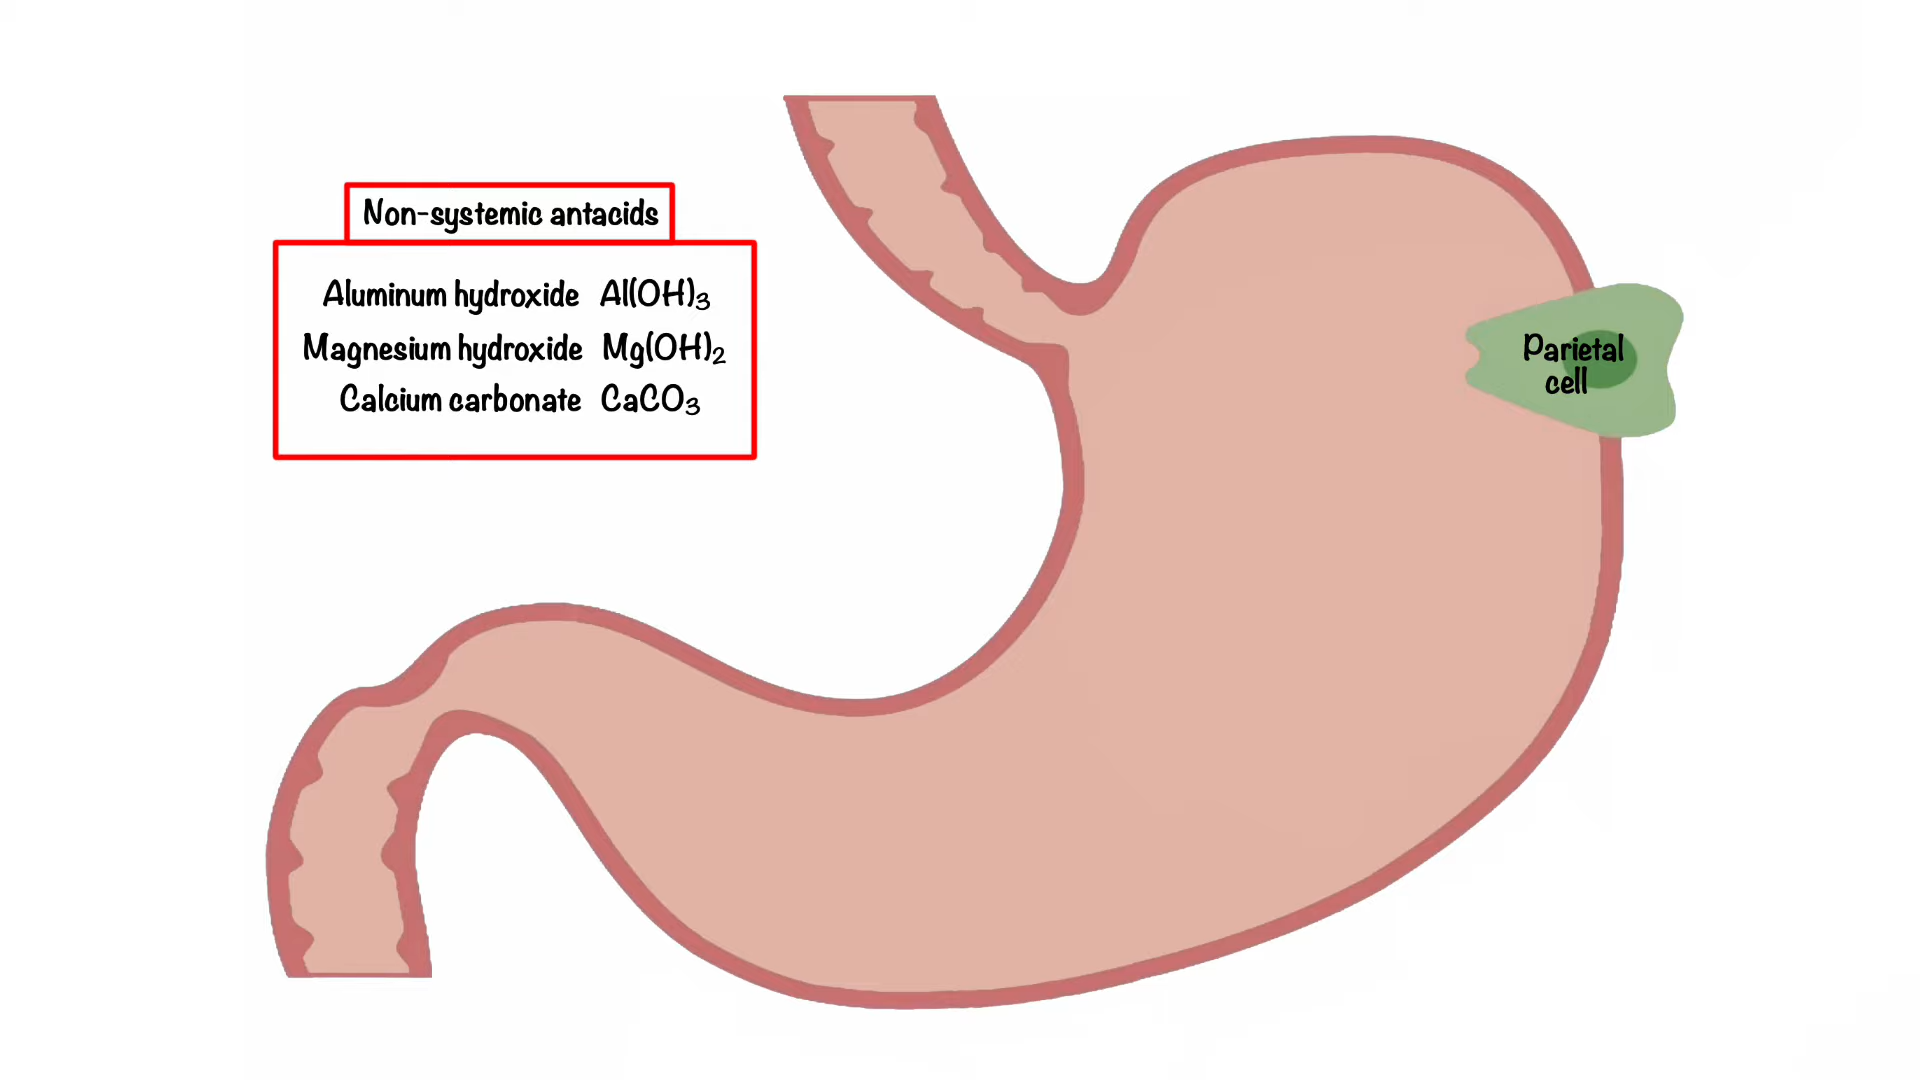 Non-systemic antacids
Aluminum hydroxide Al(OH)₃
Magnesium hydroxide Mg(OH)₂
Calcium carbonate CaCO₃
Parietal
cell